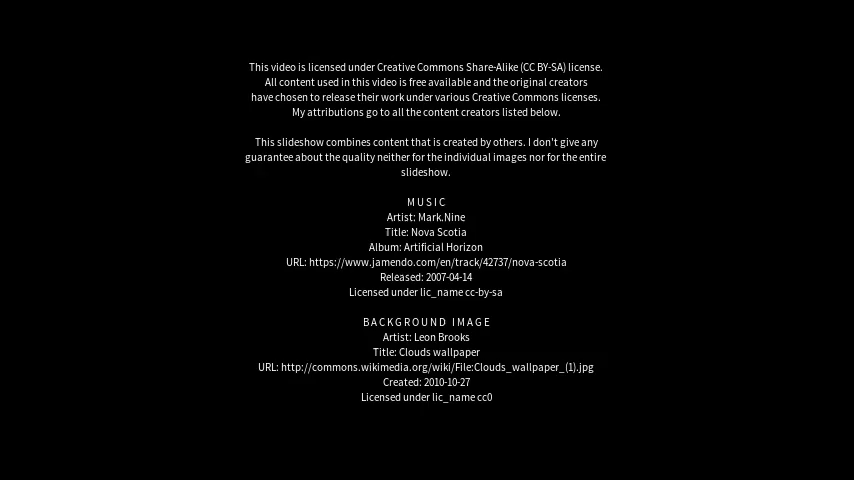 This video is licensed under Creative Commons Share-Alike (CC BY-SA) license.
All content used in this video is free available and the original creators
have chosen to release their work under various Creative Commons licenses.
My attributions go to all the content creators listed below.
This slideshow combines content that is created by others. I don't give any
guarantee about the quality neither for the individual images nor for the entire
slideshow.
MUSIC
Artist: Mark.Nine
Title: Nova Scotia
Album: Artificial Horizon
URL: https://www.jamendo.com/en/track/42737/nova-scotia
Released: 2007-04-14
Licensed under lic_name cc-by-sa
BACKGROUND IMAGE
Artist: Leon Brooks
Title: Clouds wallpaper
URL: http://commons.wikimedia.org/wiki/File:Clouds_wallpaper_(1).jpg
Created: 2010-10-27
Licensed under lic_name cc0